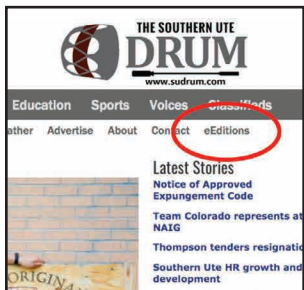 THE SOUTHERN UTE
DRUM
www.sudrum.com
Education Sports Voices Classifieds
ather Advertise About Contact eEditions
Latest Stories
Notice of Approved
Expungement Code
Team Colorado represents at
NAIG
Thompson tenders resignatio
Southern Ute HR growth and
development
ORIGINA